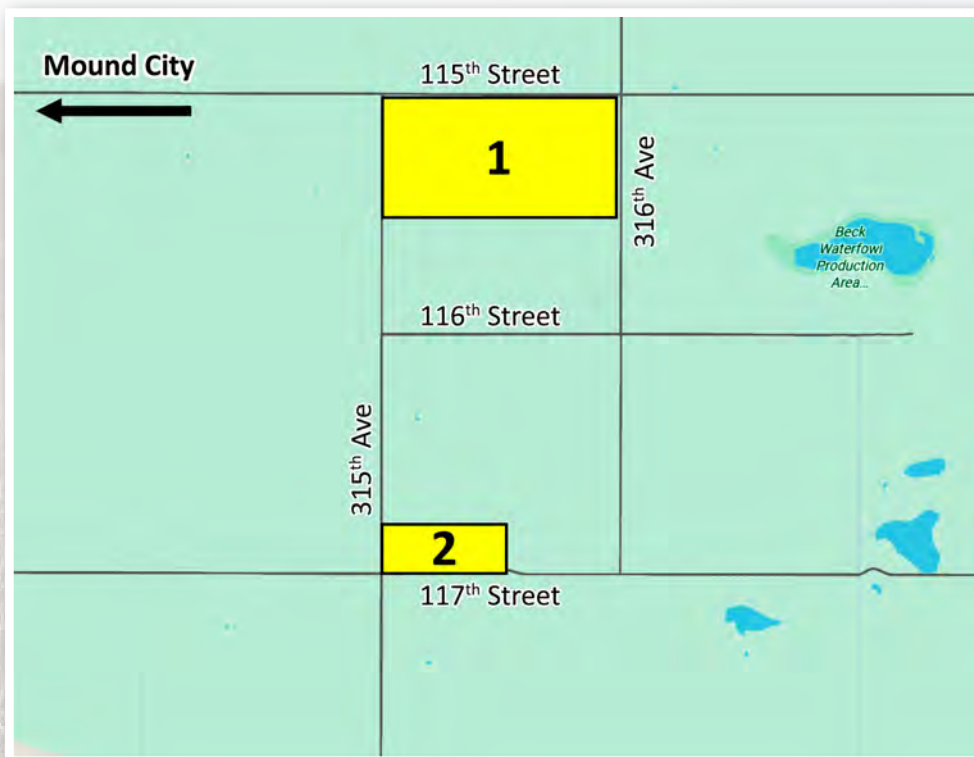 Mound City
115th Street
1
316th Ave
Beck
Waterfowl
Production
Area...
116th Street
315th Ave
2
117th Street